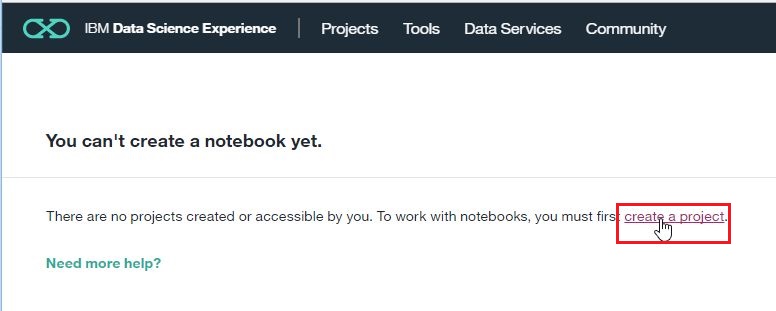 IBM Data Science Experience | Projects Tools Data Services Community
You can't create a notebook yet.
There are no projects created or accessible by you. To work with notebooks, you must first create a project.
Need more help?